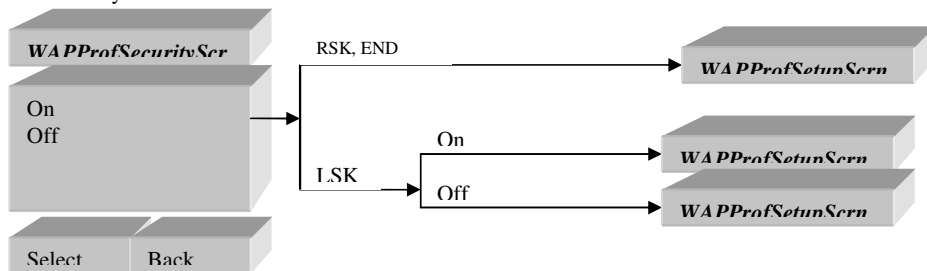 WAPProfSecurityScr
On
Off
Select
Back
RSK, END
LSK
On
Off
WAPProfSetupScrn
WAPProfSetupScrn
WAPProfSetupScrn